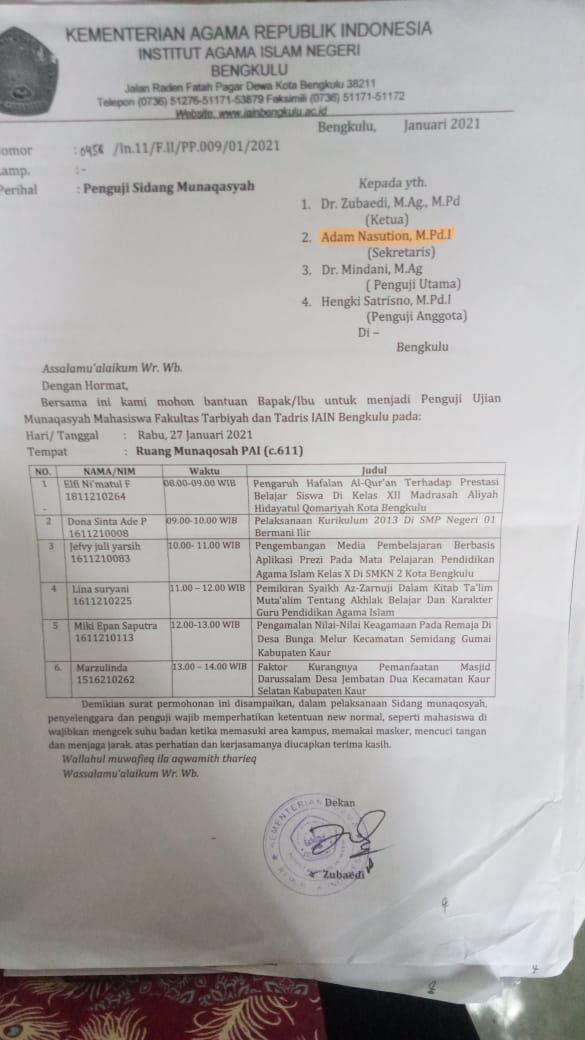 KEMENTERIAN AGAMA REPUBLIK INDONESIA
INSTITUT AGAMA ISLAM NEGERI
BENGKULU
Jalan Raden Fatah Pagar Dewa Kota Bengkulu 38211
Telepon (0736) 51276-51171-53879 Faksimili (0736) 51171-51172
Website: www.iainbengkulu.ac.id
Bengkulu, Januari 2021
omor : 0458 /In.11/F.II/PP.009/01/2021
amp. : -
Perihal : Penguji Sidang Munaqasyah
Kepada yth.
1. Dr. Zubaedi, M.Ag., M.Pd
(Ketua)
2. Adam Nasution, M.Pd.I
(Sekretaris)
3. Dr. Mindani, M.Ag
( Penguji Utama)
4. Hengki Satrisno, M.Pd.I
(Penguji Anggota)
Di –
Bengkulu
Assalamu'alaikum Wr. Wb.
Dengan Hormat,
Bersama ini kami mohon bantuan Bapak/Ibu untuk menjadi Penguji Ujian
Munaqasyah Mahasiswa Fakultas Tarbiyah dan Tadris IAIN Bengkulu pada:
Hari/ Tanggal : Rabu, 27 Januari 2021
Tempat : Ruang Munaqosah PAI (c.611)
NO. NAMA/NIM Waktu Judul
1 Elfi Ni'matul F 08.00-09.00 WIB Pengaruh Hafalan Al-Qur'an Terhadap Prestasi
1811210264 Belajar Siswa Di Kelas XII Madrasah Aliyah
Hidayatul Qomariyah Kota Bengkulu
2 Dona Sinta Ade P 09.00-10.00 WIB Pelaksanaan Kurikulum 2013 Di SMP Negeri 01
1611210008 Bermani Ilir
3 Jefvy juli yarsih 10.00- 11.00 WIB Pengembangan Media Pembelajaran Berbasis
1611210083 Aplikasi Prezi Pada Mata Pelajaran Pendidikan
Agama Islam Kelas X Di SMKN 2 Kota Bengkulu
4 Lina suryani 11.00 – 12.00 WIB Pemikiran Syaikh Az-Zarnuji Dalam Kitab Ta'lim
1611210225 Muta'alim Tentang Akhlak Belajar Dan Karakter
Guru Pendidikan Agama Islam
5 Miki Epan Saputra 12.00-13.00 WIB Pengamalan Nilai-Nilai Keagamaan Pada Remaja Di
1611210113 Desa Bunga Melur Kecamatan Semidang Gumai
Kabupaten Kaur
6. Marzulinda 13.00 – 14.00 WIB Faktor Kurangnya Pemanfaatan Masjid
1516210262 Darussalam Desa Jembatan Dua Kecamatan Kaur
Selatan Kabupaten Kaur
Demikian surat permohonan ini disampaikan, dalam pelaksanaan Sidang munaqosyah,
penyelenggara dan penguji wajib memperhatikan ketentuan new normal, seperti mahasiswa di
wajibkan mengcek suhu badan ketika memasuki area kampus, memakai masker, mencuci tangan
dan menjaga jarak. atas perhatian dan kerjasamanya diucapkan terima kasih.
Wallahul muwafieq ila aqwamith tharieq
Wassalamu'alaikum Wr. Wb.
Dekan
Zubaedi